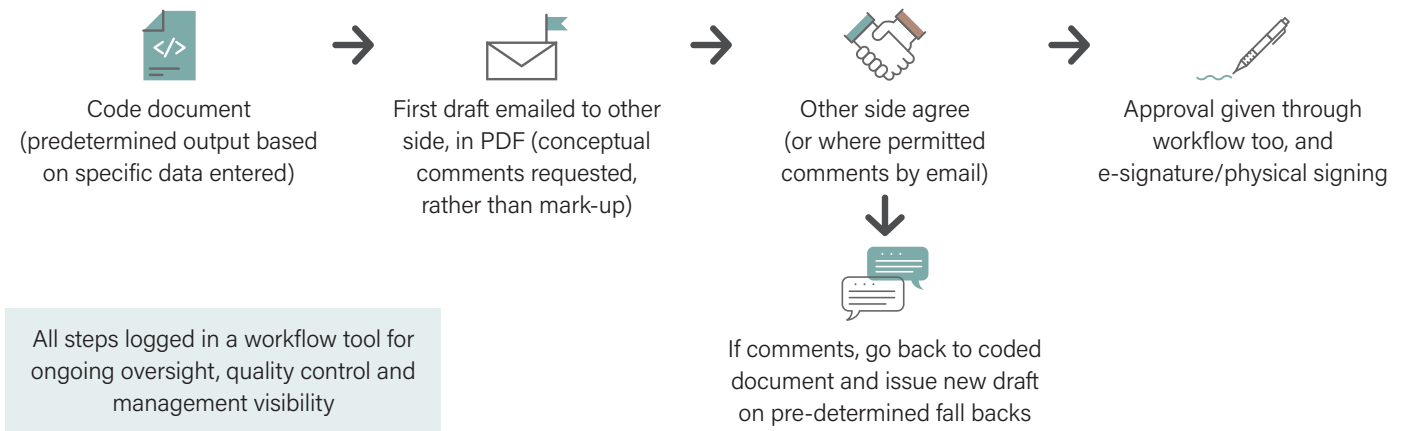 </>
Code document
(predetermined output based
on specific data entered)
First draft emailed to other
side, in PDF (conceptual
comments requested,
rather than mark-up)
Other side agree
(or where permitted
comments by email)
Approval given through
workflow too, and
e-signature/physical signing
If comments, go back to coded
document and issue new draft
on pre-determined fall backs
All steps logged in a workflow tool for
ongoing oversight, quality control and
management visibility